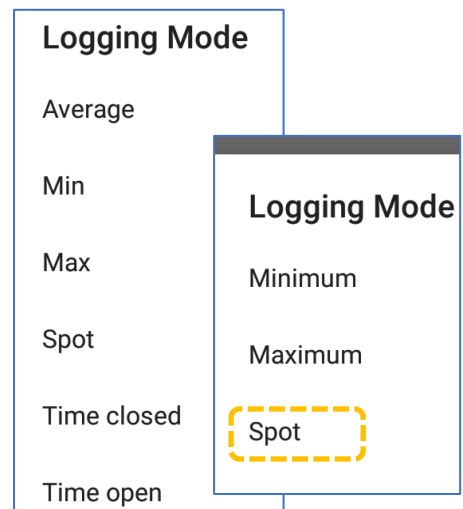 Logging Mode
Average
Min
Max
Spot
Time closed
Time open
Logging Mode
Minimum
Maximum
Spot